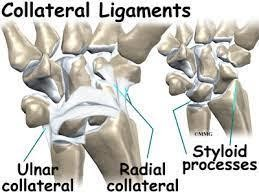 Collateral Ligaments
©MMG
Ulnar
collateral
Radial
collateral
Styloid
processes